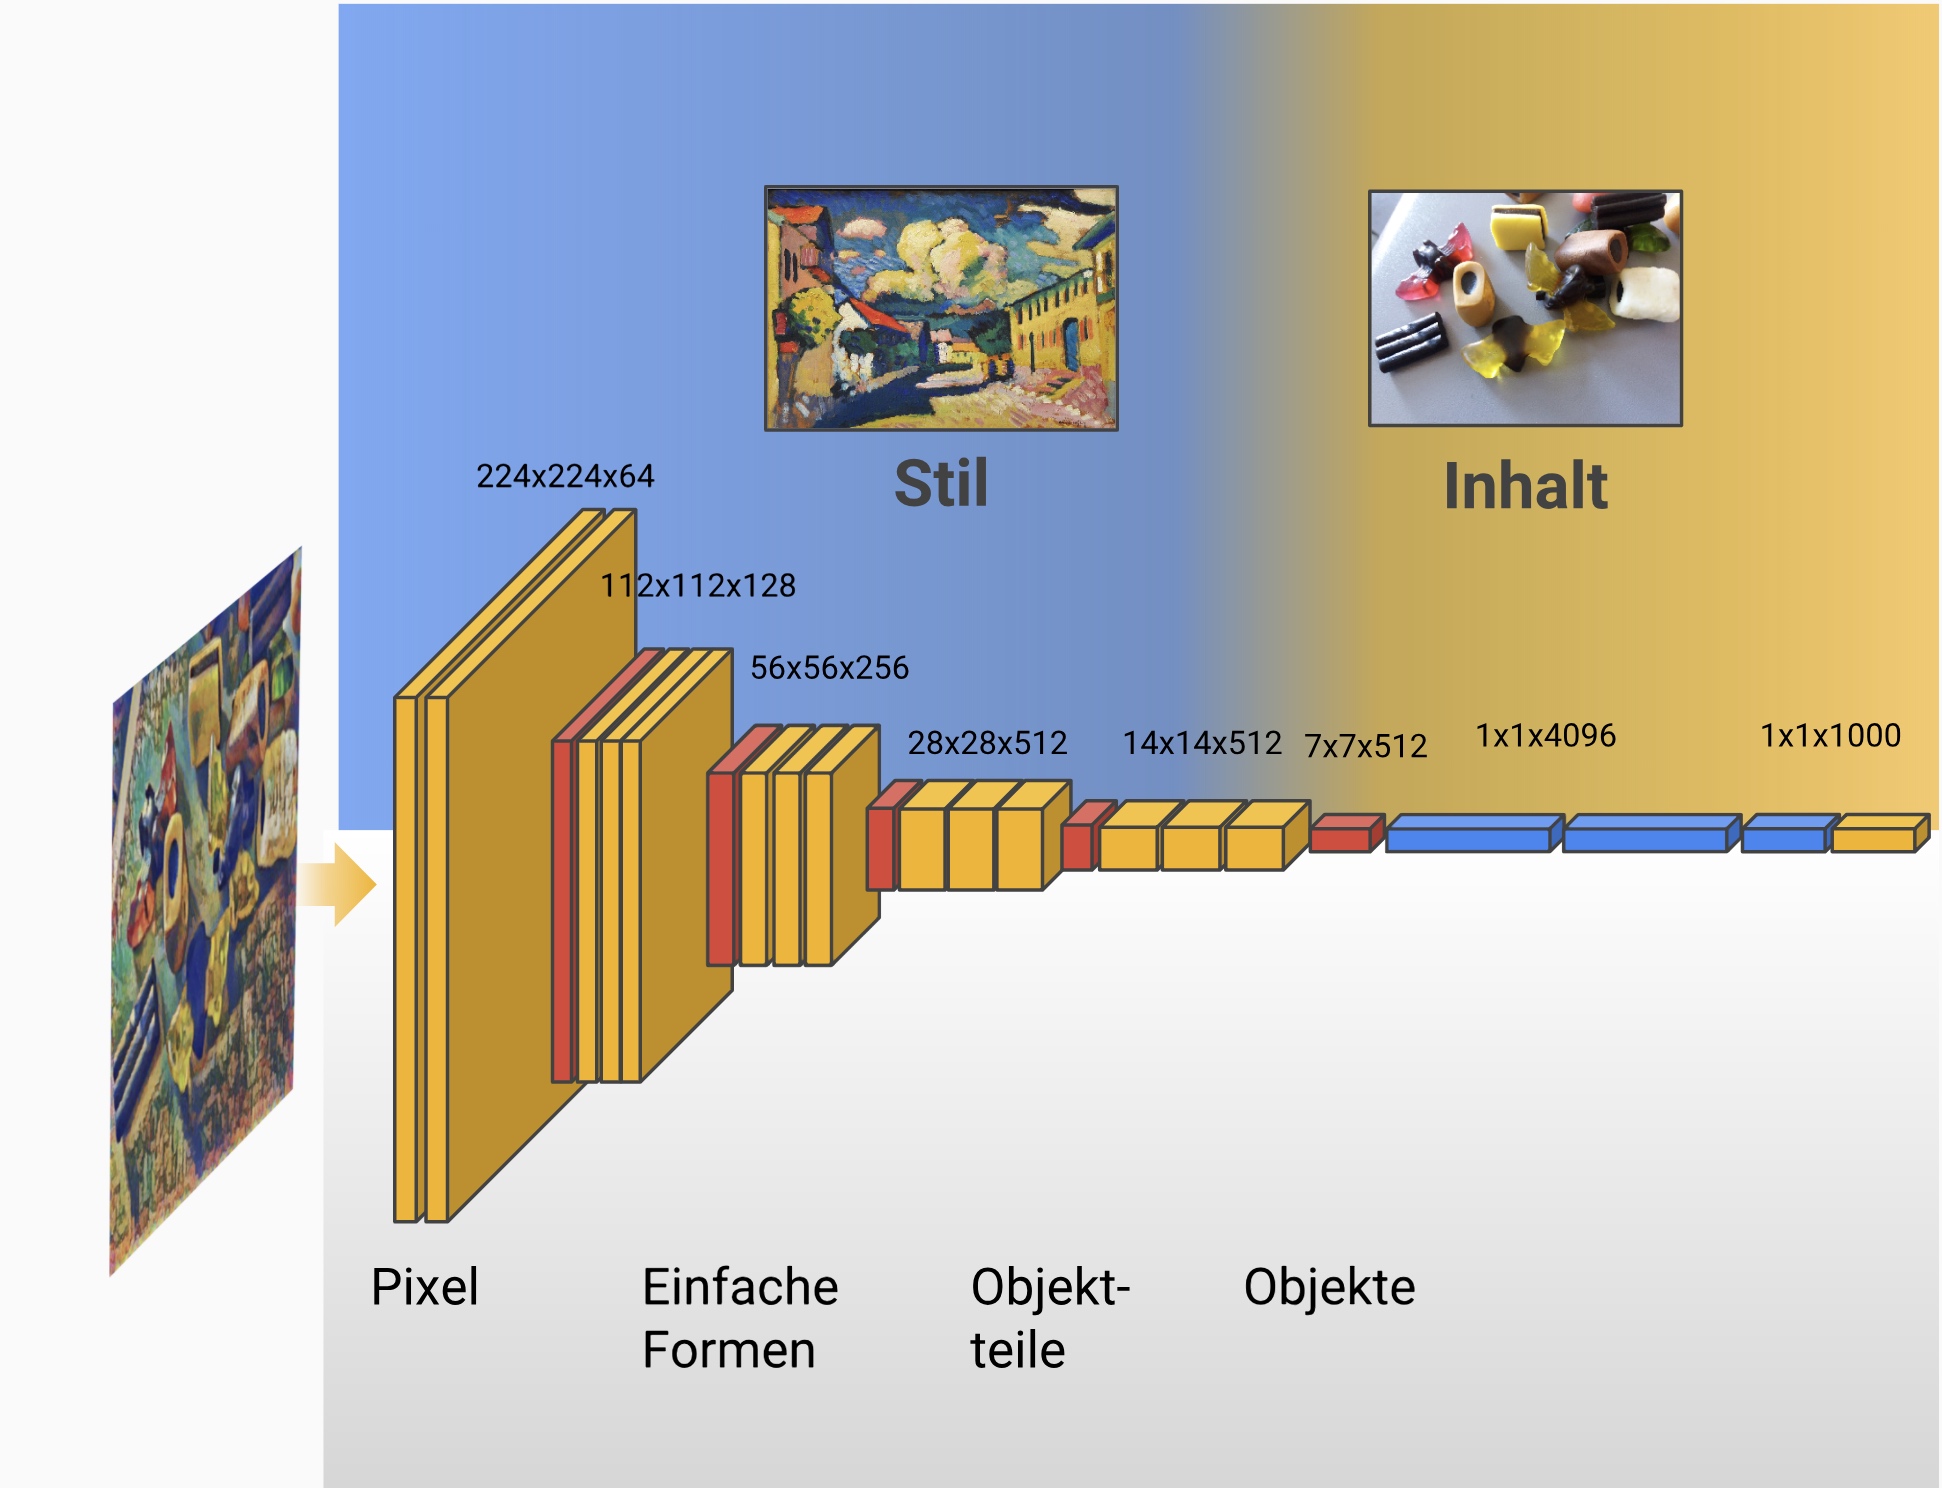 Stil
Inhalt
224x224x64
112x112x128
56x56x256
28x28x512
14x14x512
7x7x512
1x1x4096
1x1x1000
Pixel
Einfache
Formen
Objekt-
teile
Objekte